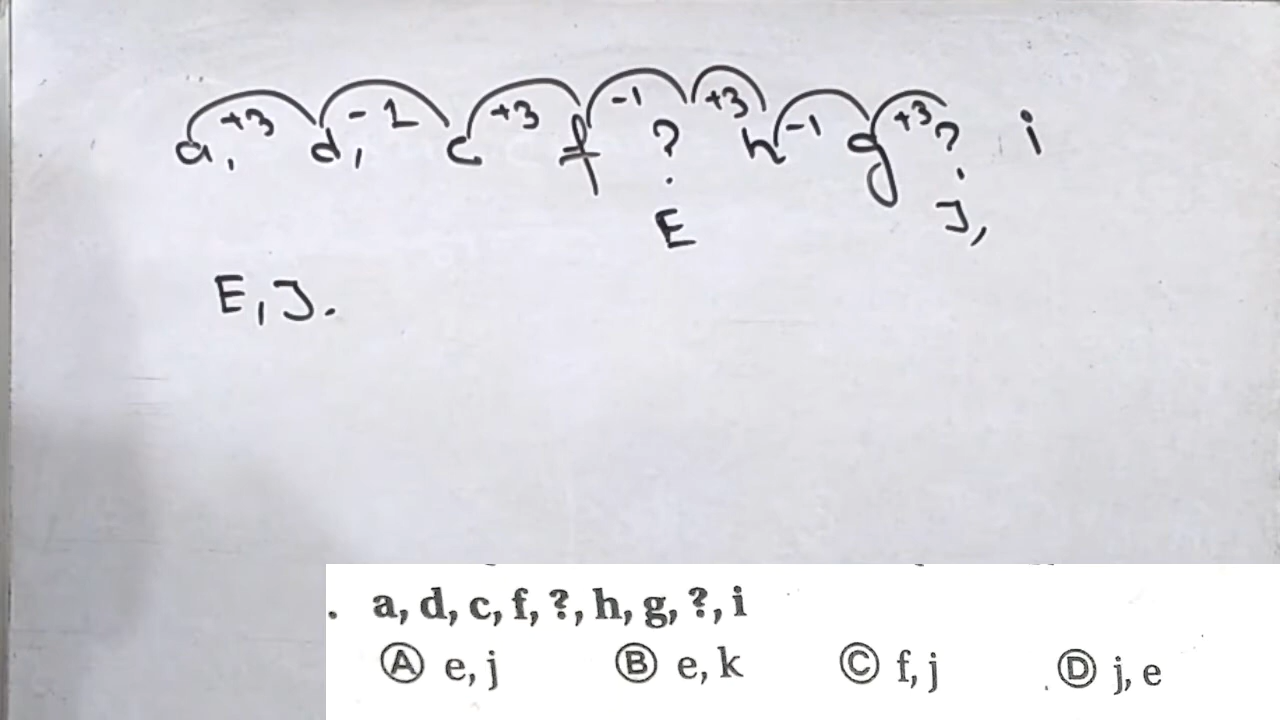 +3 -1 +3 -1 +3 -1 +3
a, d, c f ? h g ? i
E J,
E, J.
. a, d, c, f, ?, h, g, ?, i
Ⓐ e, j Ⓑ e, k Ⓒ f, j Ⓓ j, e